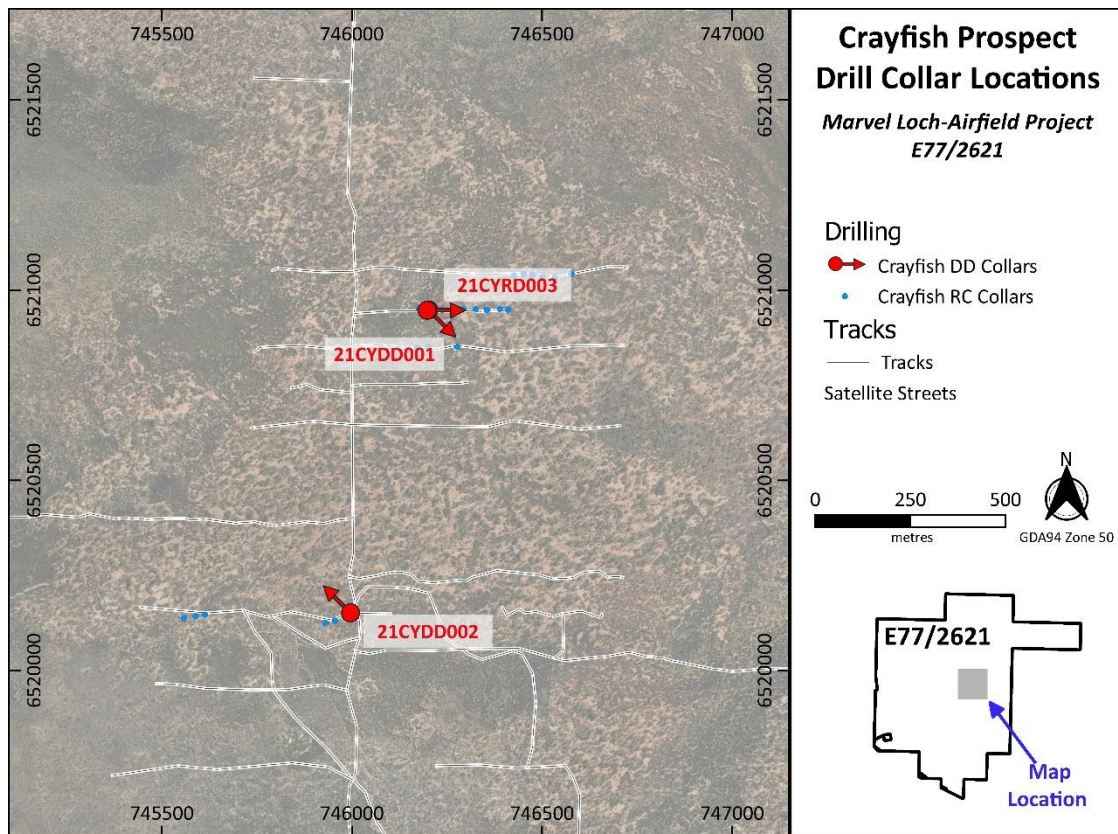 745500
746000
746500
747000
6521500
6521500
21CYRD003
6521000
6521000
21CYDD001
6520500
6520500
21CYDD002
6520000
6520000
745500
746000
746500
747000
Crayfish Prospect
Drill Collar Locations
Marvel Loch-Airfield Project
E77/2621
Drilling
Crayfish DD Collars
Crayfish RC Collars
Tracks
Tracks
Satellite Streets
N
0
250
500
metres
GDA94 Zone 50
E77/2621
Map
Location